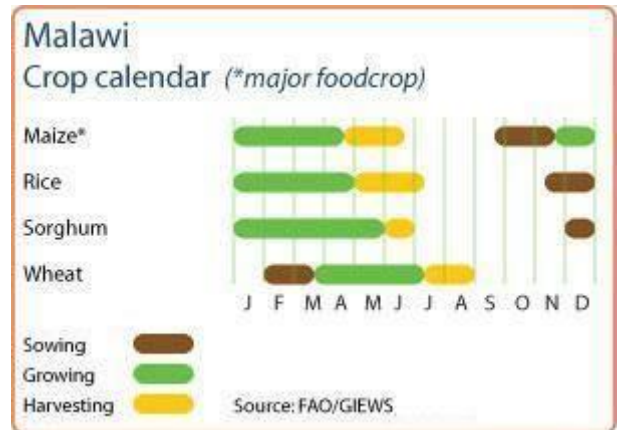 Malawi
Crop calendar (*major foodcrop)
Maize*
Rice
Sorghum
Wheat
J F M A M J J A S O N D
Sowing
Growing
Harvesting
Source: FAO/GIEWS